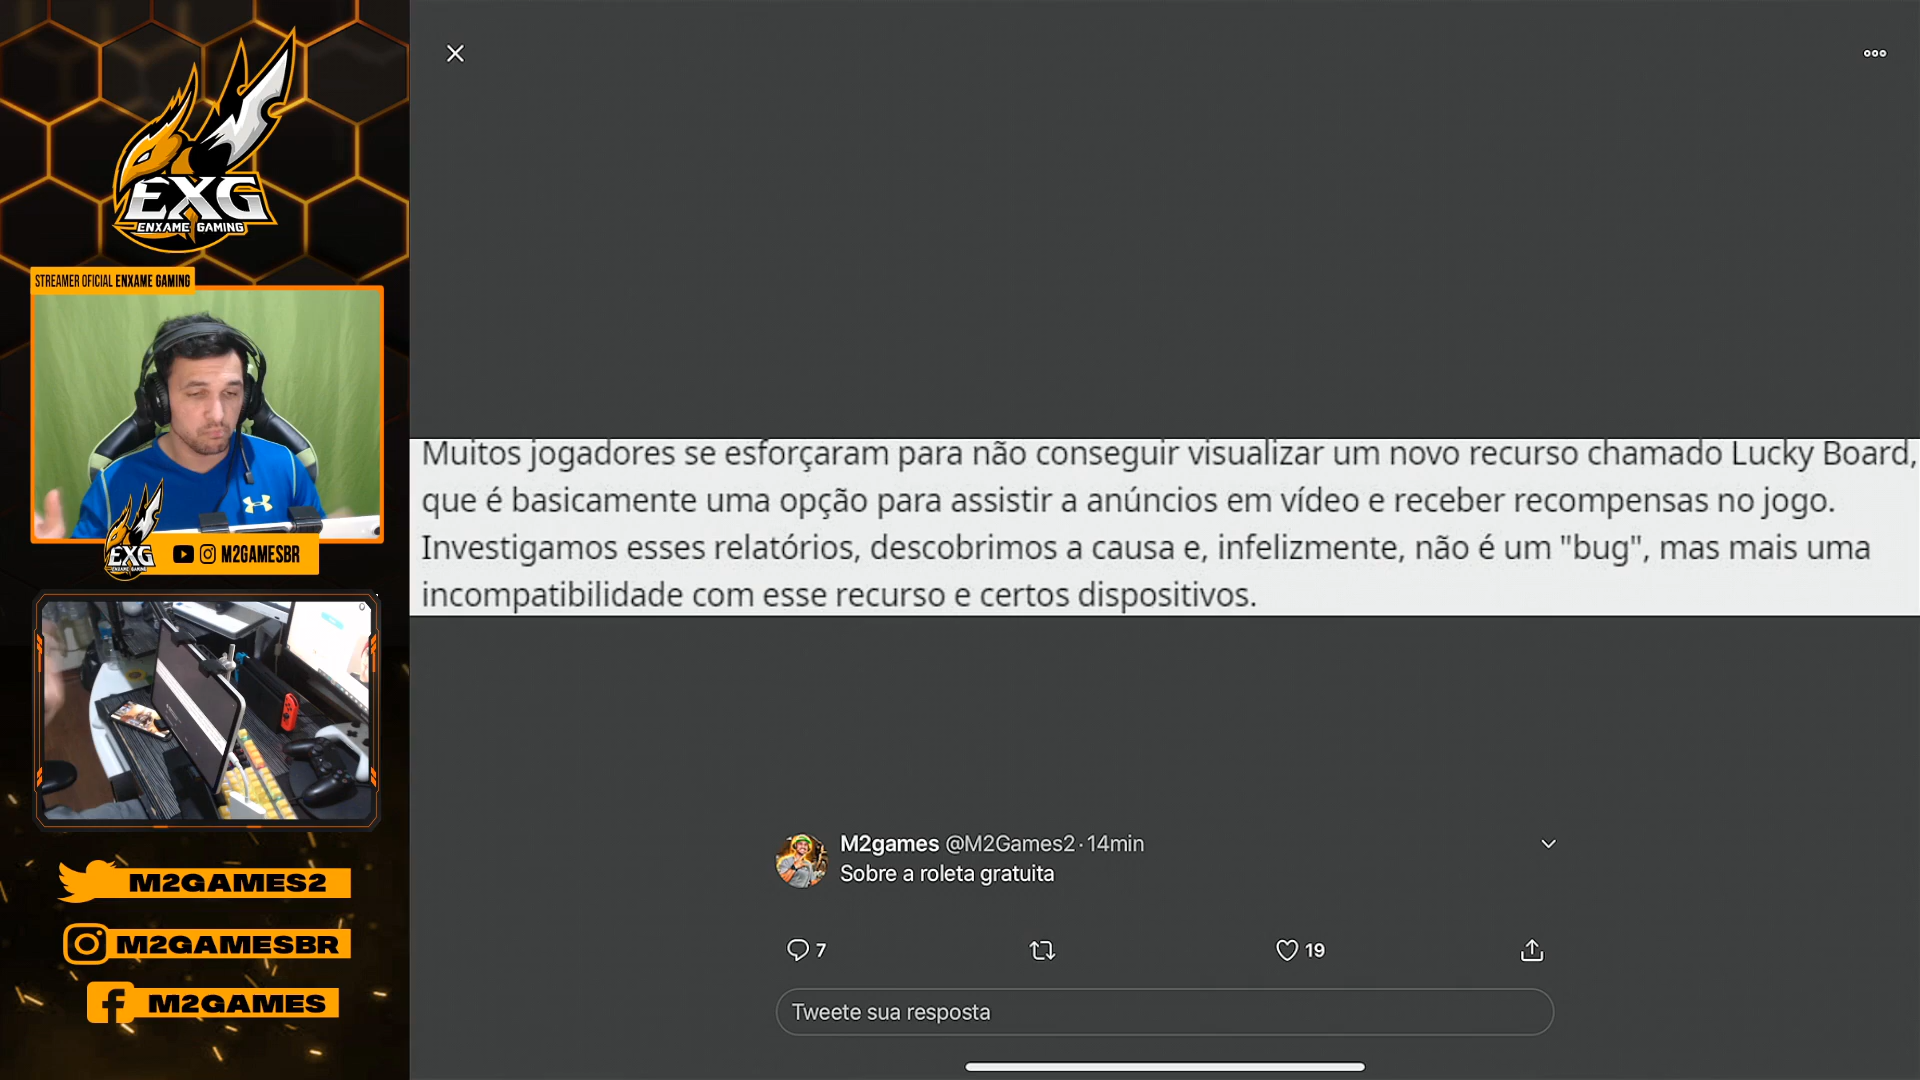 EXG
ENXAME GAMING
STREAMER OFICIAL ENXAME GAMING
EXG
M2GAMESBR
M2GAMES2
M2GAMESBR
M2GAMES
Muitos jogadores se esforçaram para não conseguir visualizar um novo recurso chamado Lucky Board,
que é basicamente uma opção para assistir a anúncios em vídeo e receber recompensas no jogo.
Investigamos esses relatórios, descobrimos a causa e, infelizmente, não é um "bug", mas mais uma
incompatibilidade com esse recurso e certos dispositivos.
M2games @M2Games2 · 14min
Sobre a roleta gratuita
7
19
Tweete sua resposta